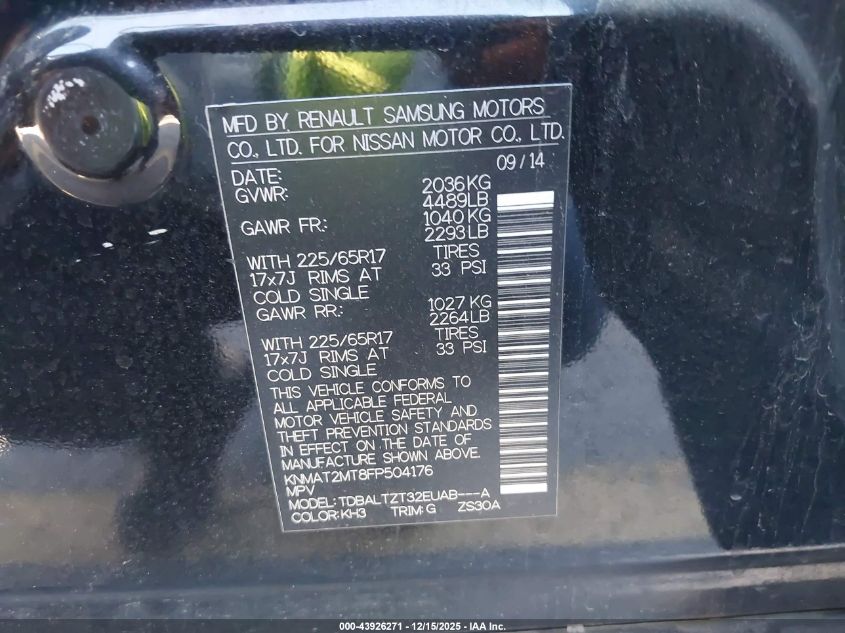 MFD BY. RENAULT SAMSUNG MOTORS
CO., LTD. FOR NISSAN MOTOR CO., LTD.
DATE: 09/14
GVWR: 2036KG
4489LB
GAWR FR: 1040KG
2293LB
WITH 225/65R17 TIRES
17x7J RIMS AT 33 PSI
COLD SINGLE
GAWR RR: 1027KG
2264LB
WITH 225/65R17 TIRES
17x7J RIMS AT 33 PSI
COLD SINGLE
THIS VEHICLE CONFORMS TO
ALL APPLICABLE FEDERAL
MOTOR VEHICLE SAFETY AND
THEFT PREVENTION STANDARDS
IN EFFECT ON THE DATE OF
MANUFACTURE SHOWN ABOVE.
KNMAT2MT8FP504176
MPV
MODEL:TDBALTZT32EUAB---A
COLOR:KH3 TRIM:G ZS30A
000-43926271 - 12/15/2025 - IAA Inc.